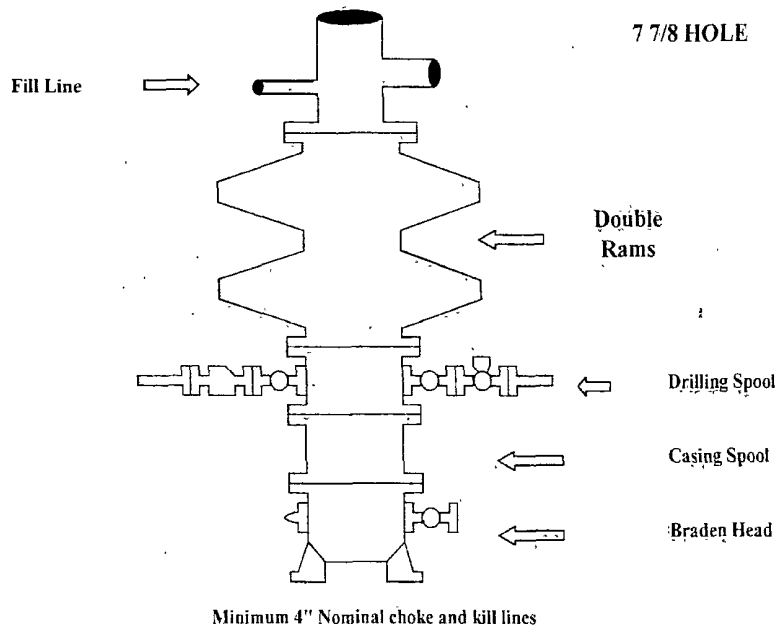 7 7/8 HOLE
Fill Line
Double
Rams
Drilling Spool
Casing Spool
Braden Head
Minimum 4" Nominal choke and kill lines